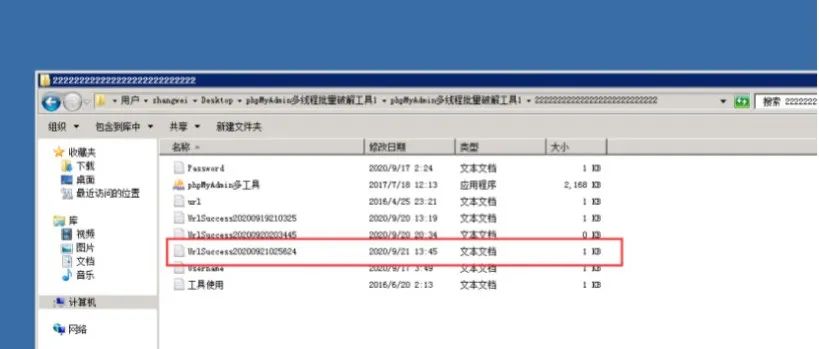 2222222222222222222222222222
用户 zhangwei Desktop phpMyAdmin多线程批量破解工具1 phpMyAdmin多线程批量破解工具1 2222222222222222222222222222 搜索 2222222
组织 包含到库中 共享 新建文件夹
收藏夹
下载
桌面
最近访问的位置
库
视频
图片
文档
音乐
计算机
网络
名称 修改日期 类型 大小
Password 2020/9/17 2:24 文本文档 1 KB
phpMyAdmin多工具 2017/7/18 12:13 应用程序 2,168 KB
url 2016/4/25 23:21 文本文档 1 KB
UrlSuccess20200919210325 2020/9/20 13:19 文本文档 1 KB
UrlSuccess20200920203445 2020/9/20 20:34 文本文档 0 KB
UrlSuccess20200921025624 2020/9/21 13:45 文本文档 1 KB
Username 2020/9/17 3:49 文本文档 1 KB
工具使用 2016/6/20 2:13 文本文档 1 KB